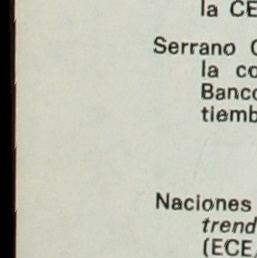 la CE
Serrano
la co
Banco
tiemb
Naciones
trend
(ECE,